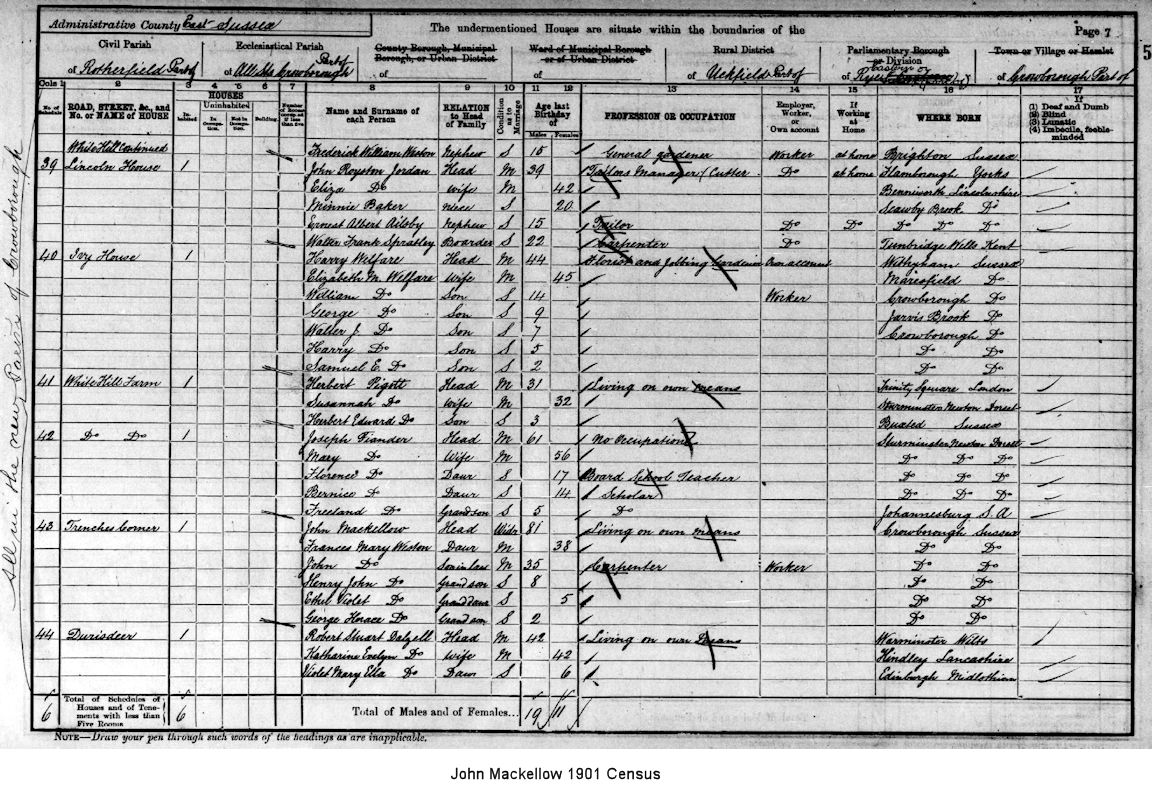 Administrative County East Sussex
The undermentioned Houses are situate within the boundaries of the
Page 7
5
Civil Parish
of Rotherfield Part of
Ecclesiastical Parish
of All Sts Crowborough Part of
County Borough, Municipal Borough, or Urban District
of
Ward of Municipal Borough or of Urban District
of
Rural District
of Uckfield Part of
Parliamentary Borough or Division
of Eastern or
Town or Village or Hamlet
of Crowborough Part of
Cols 1 2 3 4 5 6 7 8 9 10 11 12 13 14 15 16 17
No. of Schedule
ROAD, STREET, &c., and No. or NAME of HOUSE
HOUSES
Inhabited
Uninhabited
In Occupation.
Not in Occupation.
Building.
Number of Rooms occupied if less than five
Name and Surname of each Person
RELATION to Head of Family
Condition as to Marriage
Age last Birthday of
Males Females
PROFESSION OR OCCUPATION
Employer, Worker, or Own account
If Working at Home
WHERE BORN
If (1) Deaf and Dumb (2) Blind (3) Lunatic (4) Imbecile, feeble-minded
White Hill Continued Frederick William Weston Nephew S 15 General gardener Worker at home Brighton Sussex
39 Lincoln House 1 John Royston Jordan Head M 39 Tailors Manager / Cutter Do at home Flamborough Yorks
Eliza Do Wife M 42 Benniworth Lincolnshire
Minnie Baker niece S 20 Scawby Brook Do
Ernest Albert Ailsby Nephew S 15 Tailor Do Do Do Do Do
Walter Frank Spratley Boarder S 22 Carpenter Do Tunbridge Wells Kent
40 Ivy House 1 Harry Welfare Head M 44 Florist and Jobbing Gardener Own account Withyham Sussex
Elizabeth M. Welfare Wife M 45 Maresfield Do
William Do Son S 14 Worker Crowborough Do
George Do Son S 9 Jarvis Brook Do
Walter J. Do Son S 7 Crowborough Do
Harry Do Son S 5 Do Do
Samuel E. Do Son S 2 Do Do
41 White Hill Farm 1 Herbert Pigott Head M 31 Living on own means Trinity Square London
Susannah Do Wife M 32 Sturminster Newton Dorset
Herbert Edward Do Son S 3 Buxted Sussex
42 Do Do 1 Joseph Fiander Head M 61 No Occupation Sturminster Newton Dorset
Mary Do Wife M 56 Do Do Do
Florence Do Daur S 17 Board School Teacher Do Do Do
Bernice Do Daur S 14 Scholar Do Do Do
Freeland Do Grandson S 5 Do Johannesburg S. A
43 Trenches Corner 1 John Mackellow Head Widr 81 Living on own means Crowborough Sussex
Frances Mary Weston Daur M 38 Do Do
John Do Son in law M 35 Carpenter Worker Do Do
Henry John Do Grandson S 8 Do Do
Ethel Violet Do Granddaur S 5 Do Do
George Horace Do Grandson S 2 Do Do
44 Durisdeer 1 Robert Stuart Dalzell Head M 42 Living on own Means Warminster Wilts
Katharine Evelyn Do Wife M 42 Hindley Lancashire
Violet Mary Ella Do Daur S 6 Edinburgh Midlothian
6 Total of Schedules of Houses and of Tenements with less than Five Rooms 6 Total of Males and of Females... 19 11
NOTE—Draw your pen through such words of the headings as are inapplicable.
All in the new Parish of Crowborough
John Mackellow 1901 Census